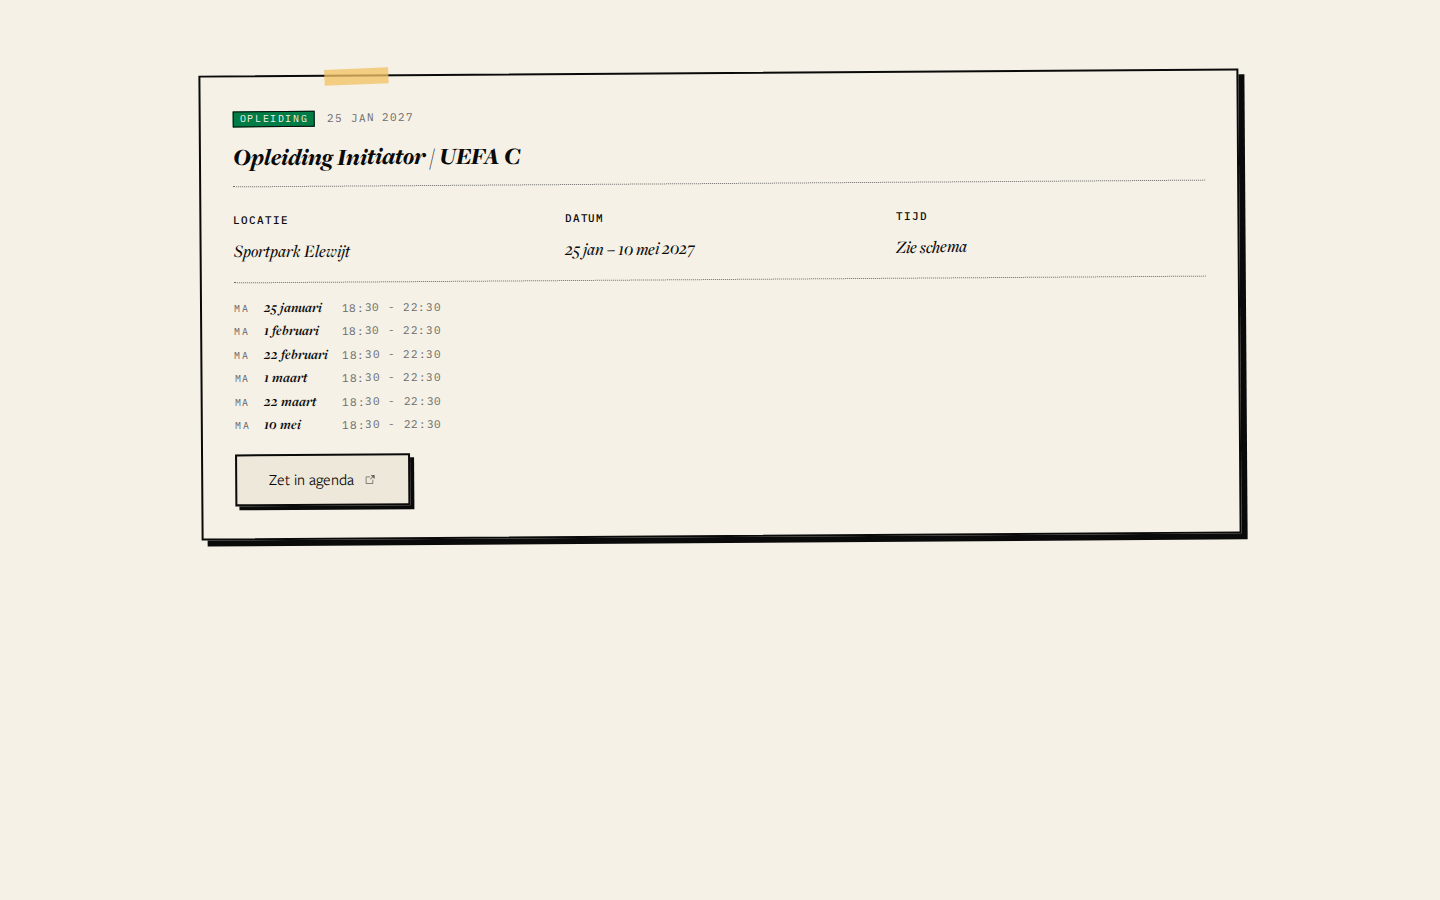 OPLEIDING 25 JAN 2027
Opleiding Initiator / UEFA C
LOCATIE DATUM TIJD
Sportpark Elewijt 25 jan – 10 mei 2027 Zie schema
MA 25 januari 18:30 - 22:30
MA 1 februari 18:30 - 22:30
MA 22 februari 18:30 - 22:30
MA 1 maart 18:30 - 22:30
MA 22 maart 18:30 - 22:30
MA 10 mei 18:30 - 22:30
Zet in agenda